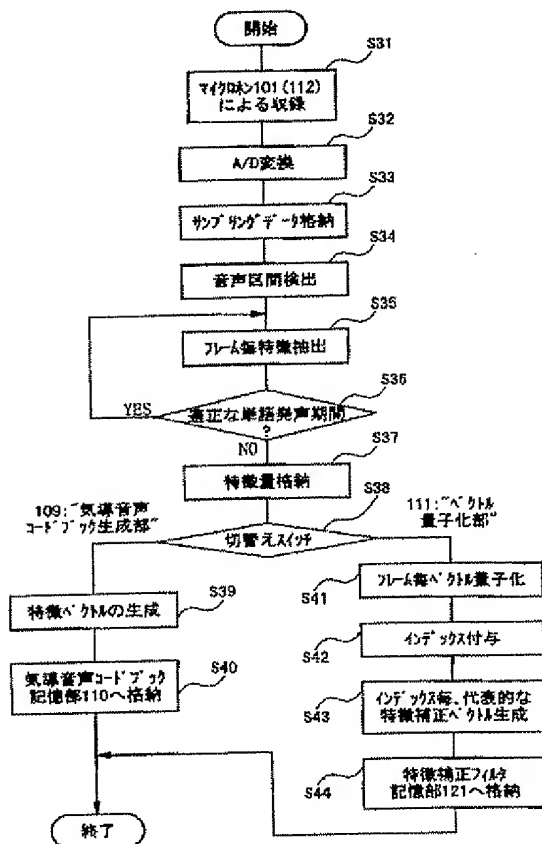 開始
S31
マイクロホン101(112)
による収録
S32
A/D変換
S33
サンプリングデータ格納
S34
音声区間検出
S35
フレーム毎特徴抽出
S36
適正な単語発声期間
?
YES
NO
S37
特徴量格納
S38
切替えスイッチ
109:"気導音声
コードブック生成部"
111:"ベクトル
量子化部"
S39
特徴ベクトルの生成
S40
気導音声コードブック
記憶部110へ格納
S41
フレーム毎ベクトル量子化
S42
インデックス付与
S43
インデックス毎、代表的な
特徴補正ベクトル生成
S44
特徴補正フィルタ
記憶部121へ格納
終了